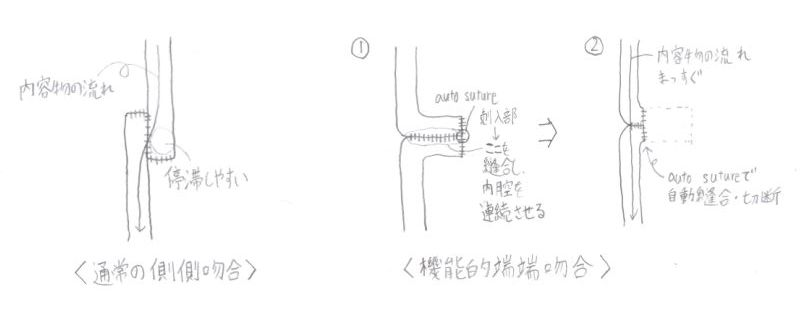 内容物の流れ
停滞しやすい
<通常の側側吻合>
①
auto suture
刺入部
ここを
縫合し、
内腔を
連続させる
②
内容物の流れ
まっすぐ
auto sutureで
自動縫合・切断
<機能的端端吻合>